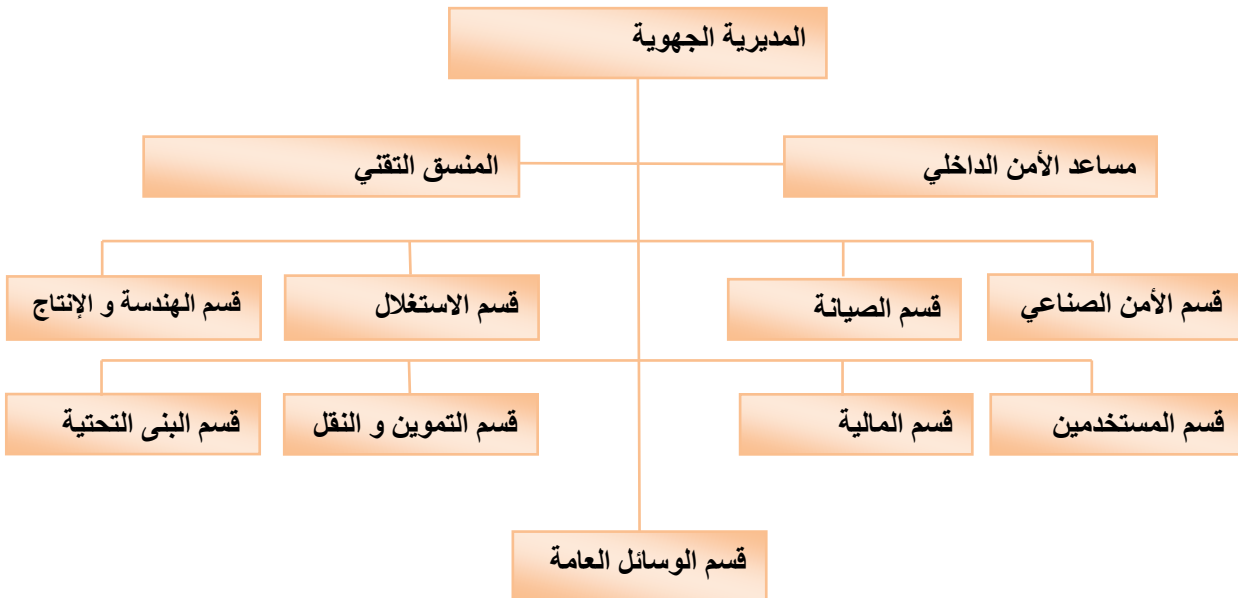 المديرية الجهوية
مساعد الأمن الداخلي
المنسق التقني
قسم الأمن الصناعي
قسم الصيانة
قسم الاستغلال
قسم الهندسة و الإنتاج
قسم المستخدمين
قسم المالية
قسم التموين و النقل
قسم البنى التحتية
قسم الوسائل العامة